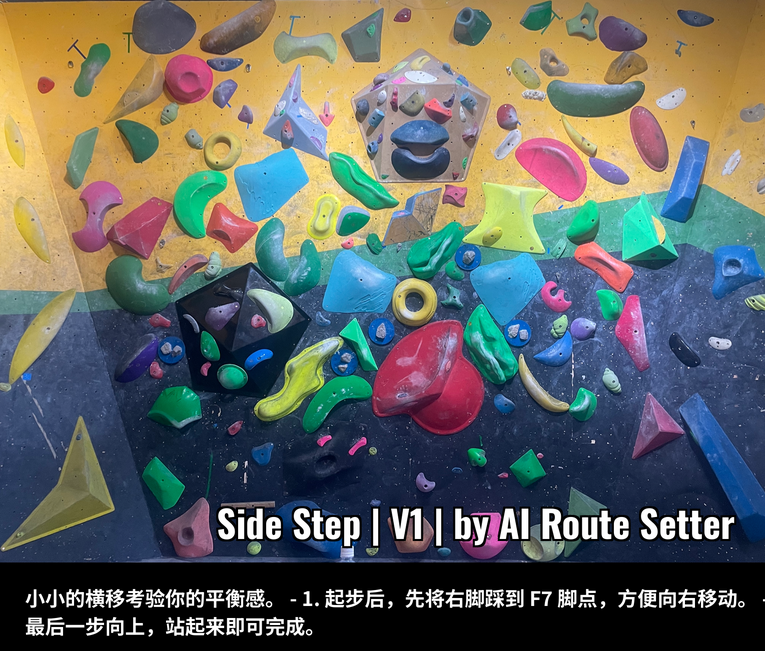 Side Step | V1 | by AI Route Setter
小小的横移考验你的平衡感。 - 1. 起步后，先将右脚踩到 F7 脚点，方便向右移动。 -
最后一步向上，站起来即可完成。